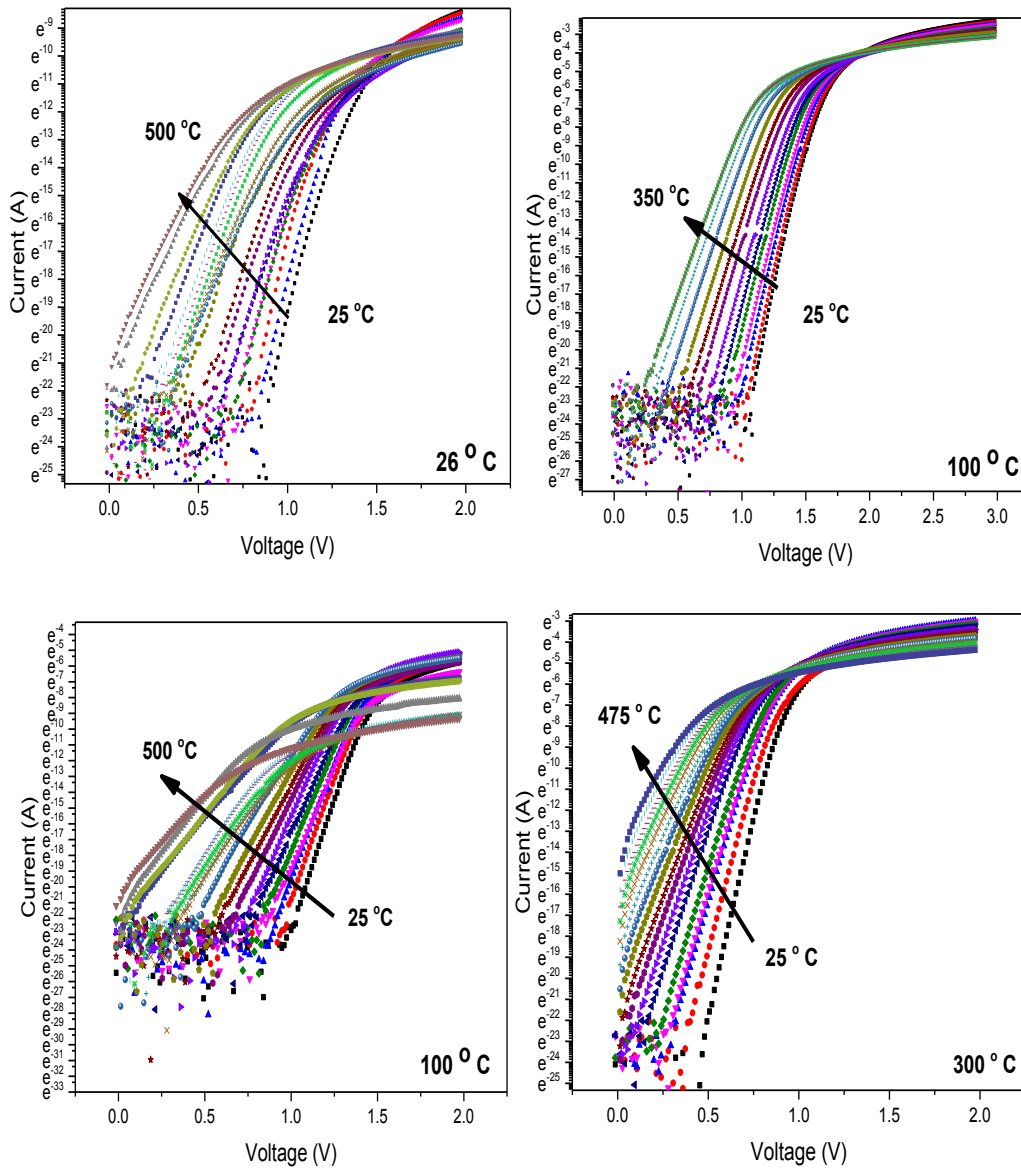 e⁻⁹
e⁻¹⁰
e⁻¹¹
e⁻¹²
e⁻¹³
e⁻¹⁴
e⁻¹⁵
e⁻¹⁶
e⁻¹⁷
e⁻¹⁸
e⁻¹⁹
e⁻²⁰
e⁻²¹
e⁻²²
e⁻²³
e⁻²⁴
e⁻²⁵
Current (A)
500 °C
25 °C
26 ° C
0.0 0.5 1.0 1.5 2.0
Voltage (V)
e⁻³
e⁻⁴
e⁻⁵
e⁻⁶
e⁻⁷
e⁻⁸
e⁻⁹
e⁻¹⁰
e⁻¹¹
e⁻¹²
e⁻¹³
e⁻¹⁴
e⁻¹⁵
e⁻¹⁶
e⁻¹⁷
e⁻¹⁸
e⁻¹⁹
e⁻²⁰
e⁻²¹
e⁻²²
e⁻²³
e⁻²⁴
e⁻²⁵
e⁻²⁶
e⁻²⁷
Current (A)
350 °C
25 °C
100 ° C
0.0 0.5 1.0 1.5 2.0 2.5 3.0
Voltage (V)
e⁻⁴
e⁻⁵
e⁻⁶
e⁻⁷
e⁻⁸
e⁻⁹
e⁻¹⁰
e⁻¹¹
e⁻¹²
e⁻¹³
e⁻¹⁴
e⁻¹⁵
e⁻¹⁶
e⁻¹⁷
e⁻¹⁸
e⁻¹⁹
e⁻²⁰
e⁻²¹
e⁻²²
e⁻²³
e⁻²⁵
e⁻²⁶
e⁻²⁷
e⁻²⁸
e⁻³⁰
e⁻³¹
e⁻³³
Current (A)
500 °C
25 °C
100 ° C
0.0 0.5 1.0 1.5 2.0
Voltage (V)
e⁻³
e⁻⁴
e⁻⁵
e⁻⁶
e⁻⁷
e⁻⁸
e⁻⁹
e⁻¹⁰
e⁻¹¹
e⁻¹²
e⁻¹³
e⁻¹⁴
e⁻¹⁵
e⁻¹⁶
e⁻¹⁷
e⁻¹⁸
e⁻¹⁹
e⁻²⁰
e⁻²¹
e⁻²²
e⁻²³
e⁻²⁴
e⁻²⁵
Current (A)
475 ° C
25 ° C
300 ° C
0.0 0.5 1.0 1.5 2.0
Voltage (V)